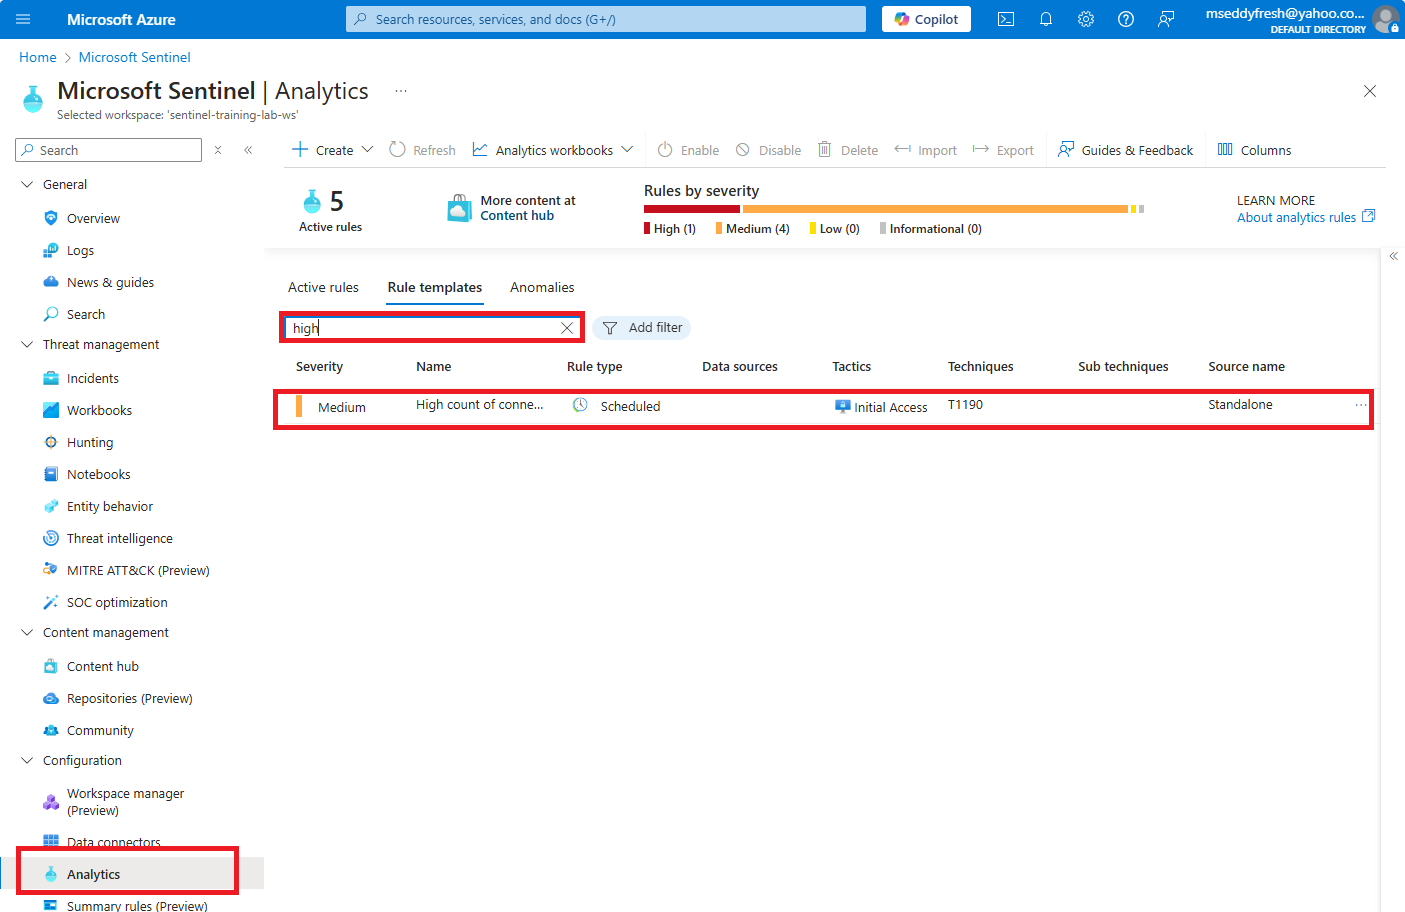 Microsoft Azure
Search resources, services, and docs (G+/)
Copilot
mseddyfresh@yahoo.co...
DEFAULT DIRECTORY
Home > Microsoft Sentinel
Microsoft Sentinel | Analytics ...
Selected workspace: 'sentinel-training-lab-ws'
Search
General
Overview
Logs
News & guides
Search
Threat management
Incidents
Workbooks
Hunting
Notebooks
Entity behavior
Threat intelligence
MITRE ATT&CK (Preview)
SOC optimization
Content management
Content hub
Repositories (Preview)
Community
Configuration
Workspace manager
(Preview)
Data connectors
Analytics
Summary rules (Preview)
Create Refresh Analytics workbooks Enable Disable Delete Import Export Guides & Feedback Columns
5
Active rules
More content at
Content hub
Rules by severity
High (1) Medium (4) Low (0) Informational (0)
LEARN MORE
About analytics rules
Active rules Rule templates Anomalies
high
Add filter
Severity Name Rule type Data sources Tactics Techniques Sub techniques Source name
Medium High count of conne... Scheduled Initial Access T1190 Standalone ...